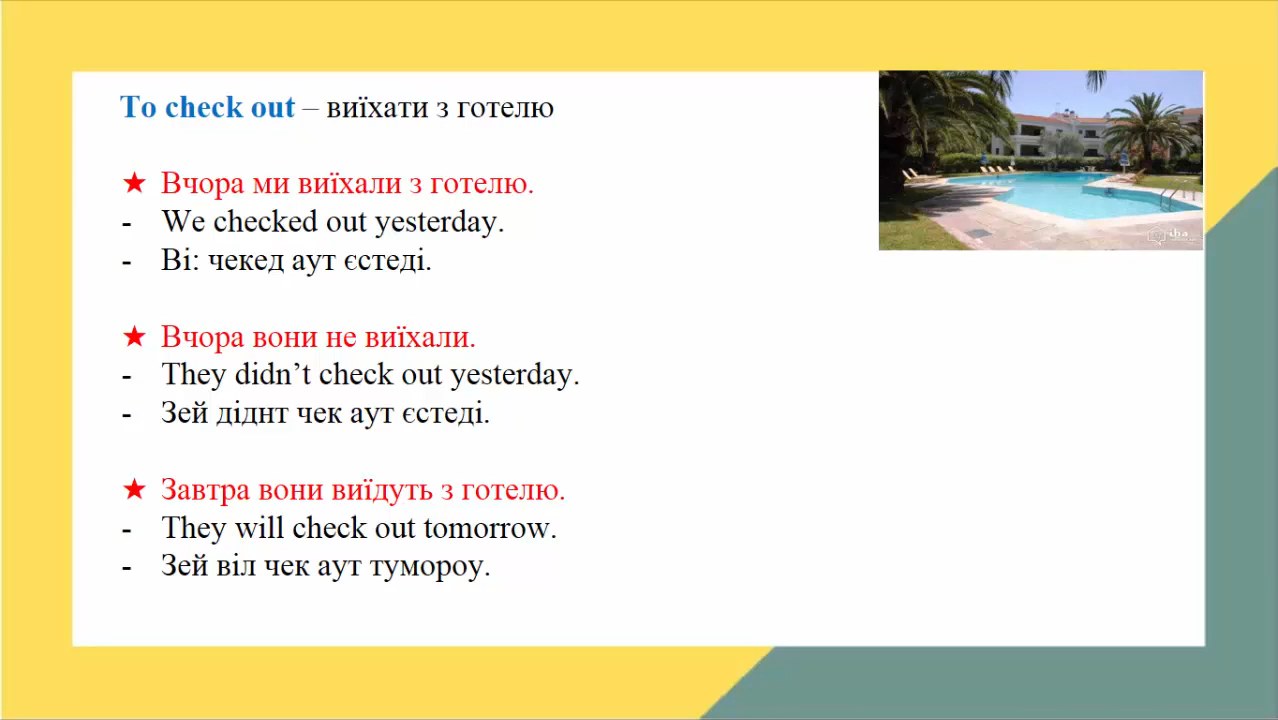 To check out – виїхати з готелю
★ Вчора ми виїхали з готелю.
- We checked out yesterday.
- Ві: чекед аут єстеді.
★ Вчора вони не виїхали.
- They didn’t check out yesterday.
- Зей діднт чек аут єстеді.
★ Завтра вони виїдуть з готелю.
- They will check out tomorrow.
- Зей віл чек аут тумороу.
iha